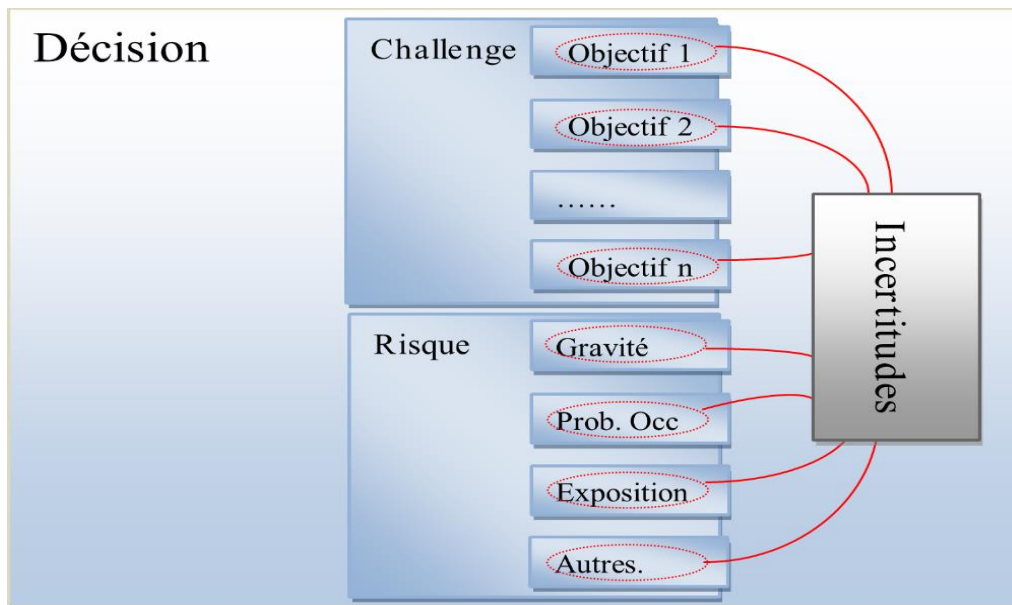 Décision
Challenge
Objectif 1
Objectif 2
......
Objectif n
Risque
Gravité
Prob. Occ
Exposition
Autres.
Incertitudes